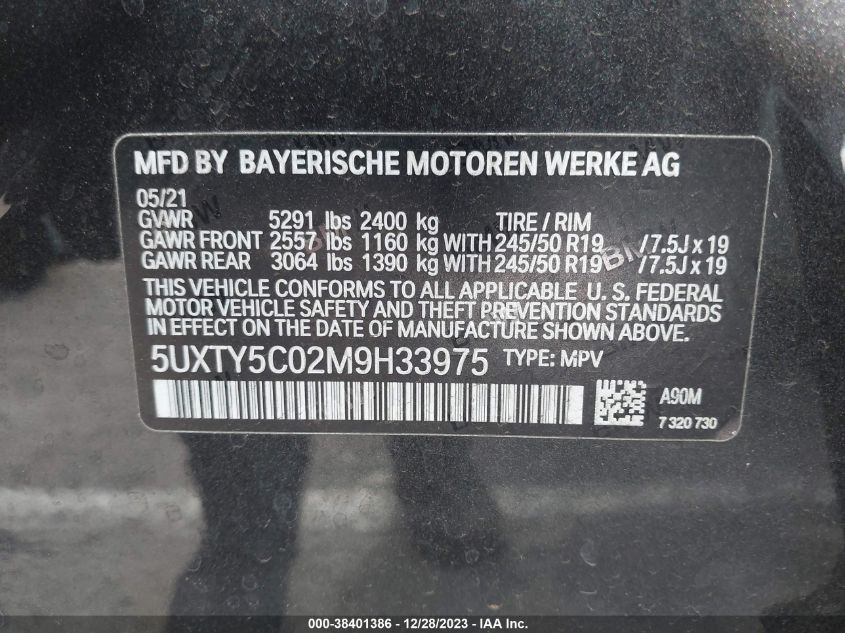 MFD BY BAYERISCHE MOTOREN WERKE AG
05/21
GVWR 5291 lbs 2400 kg TIRE / RIM
GAWR FRONT 2557 lbs 1160 kg WITH 245/50 R19 /7.5J x 19
GAWR REAR 3064 lbs 1390 kg WITH 245/50 R19 /7.5J x 19
THIS VEHICLE CONFORMS TO ALL APPLICABLE U. S. FEDERAL
MOTOR VEHICLE SAFETY AND THEFT PREVENTION STANDARDS
IN EFFECT ON THE DATE OF MANUFACTURE SHOWN ABOVE.
5UXTY5C02M9H33975 TYPE: MPV
A90M
7 320 730
000-38401386 - 12/28/2023 - © IAA, Inc.